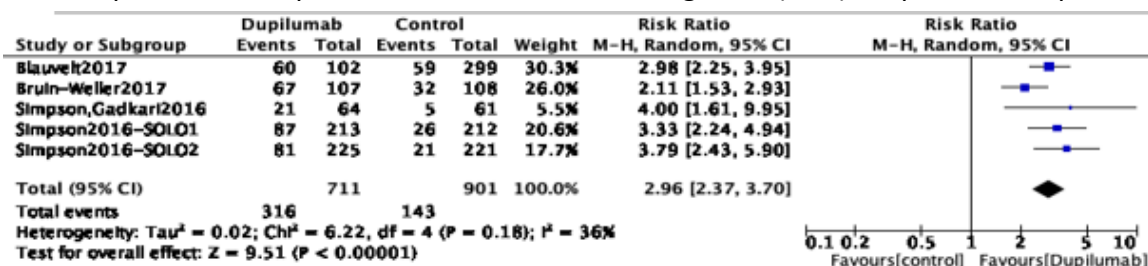 Dupilumab Control Risk Ratio Risk Ratio
Study or Subgroup Events Total Events Total Weight M-H, Random, 95% CI M-H, Random, 95% CI
Blauvelt2017 60 102 59 299 30.3% 2.98 [2.25, 3.95]
Bruin-Weller2017 67 107 32 108 26.0% 2.11 [1.53, 2.93]
Simpson,Gadkari2016 21 64 5 61 5.5% 4.00 [1.61, 9.95]
Simpson2016-SOLO1 87 213 26 212 20.6% 3.33 [2.24, 4.94]
Simpson2016-SOLO2 81 225 21 221 17.7% 3.79 [2.43, 5.90]
Total (95% CI) 711 901 100.0% 2.96 [2.37, 3.70]
Total events 316 143
Heterogeneity: Tau² = 0.02; Chi² = 6.22, df = 4 (P = 0.18); I² = 36%
Test for overall effect: Z = 9.51 (P < 0.00001)
0.1 0.2 0.5 1 2 5 10
Favours[control] Favours[Dupilumab]